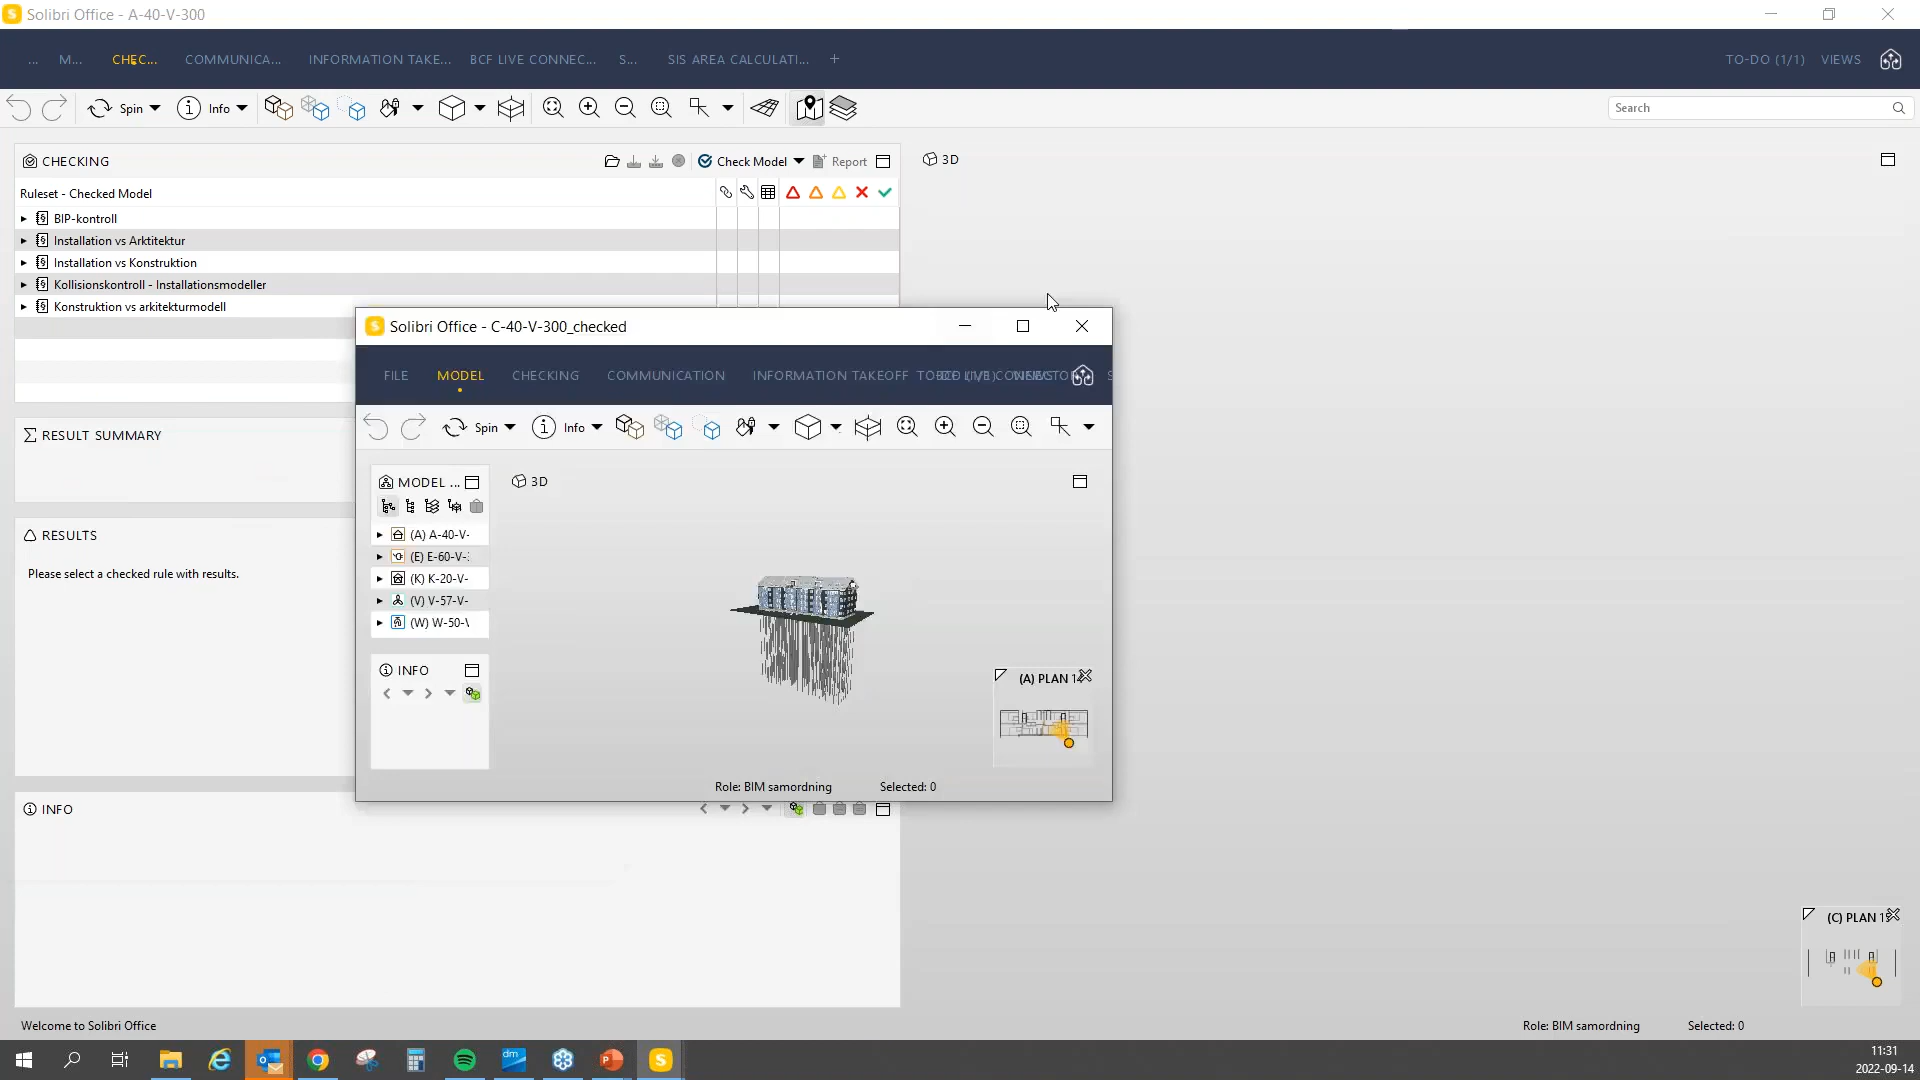 Solibri Office - A-40-V-300
... M... CHEC... COMMUNICA... INFORMATION TAKE... BCF LIVE CONNEC... S... SIS AREA CALCULATI... + TO-DO (1/1) VIEWS
Spin Info Search
CHECKING Check Model Report
Ruleset - Checked Model
BIP-kontroll
Installation vs Arktitektur
Installation vs Konstruktion
Kollisionskontroll - Installationsmodeller
Konstruktion vs arkitekturmodell
RESULT SUMMARY
RESULTS
Please select a checked rule with results.
INFO
3D
Solibri Office - C-40-V-300_checked
FILE MODEL CHECKING COMMUNICATION INFORMATION TAKEOFF
Spin Info
MODEL ...
(A) A-40-V-
(E) E-60-V-
(K) K-20-V-
(V) V-57-V-
(W) W-50-
INFO
3D
(A) PLAN
Role: BIM samordning Selected: 0
(C) PLAN
Welcome to Solibri Office Role: BIM samordning Selected: 0
dm
11:31
2022-09-14